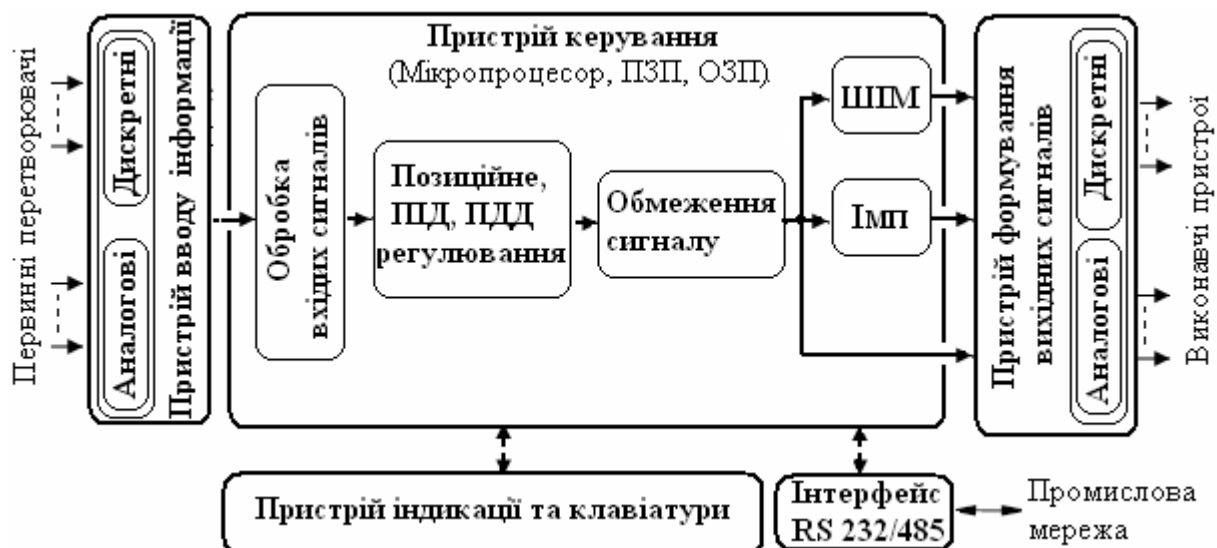 Первинні перетворювачі
Дискретні
Аналогові
Пристрій вводу інформації
Пристрій керування
(Мікропроцесор, ПЗП, ОЗП)
Обробка
вхідих сигналів
Позиційне,
ПІД, ПДД
регулювання
Обмеження
сигналу
ШІМ
Імп
Пристрій формування
вихідних сигналів
Дискретні
Аналогові
Виконавчі пристрої
Пристрій індикації та клавіатури
Інтерфейс
RS 232/485
Промислова
мережа